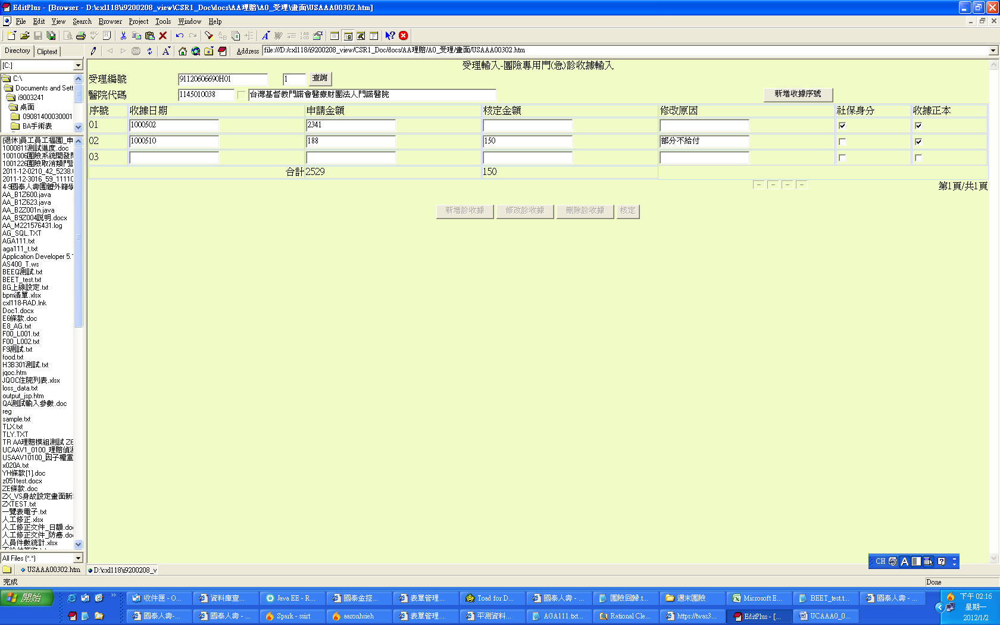 EditPlus - [Browser - D:\cxl118\i9200208_view\CSR1_Doc\docs\AA理賠\A0_受理\畫面\USAAA00302.htm]
File Edit View Search Browser Project Tools Window Help
Directory Cliptext
Address file:///D:/cxl118/i9200208_view/CSR1_Doc/docs/AA理賠/A0_受理/畫面/USAAA00302.htm
[C:]
C:\
Documents and Sett
i9003241
桌面
09081400030001
BA手術表
(退休)員工員工福團_申
1000811測試進度.doc
1001006團險系統開發
1001226團險取消類門
2011-12-0210_42_5238.
2011-12-3016_59_1111
4-9國泰人壽團體外籍
AA_B1Z600.java
AA_B1Z623.java
AA_B2Z001n.java
AA_B9Z004說明.docx
AA_M221576431.log
AG_SQL.TXT
AGA111.txt
aga111_t.txt
Application Developer 5.
AS400_T.ws
BEEQ測試.txt
BEET_test.txt
BG上線設定.txt
bpm清單.xlsx
cxl118-RAD.lnk
Doc1.docx
E6條款.doc
E8_AG.txt
F00_L001.txt
F00_L002.txt
F9測試.txt
food.txt
H3B301測試.txt
jqoc.htm
JQOC住院列表.xlsx
loss_data.txt
output_jsp.htm
QA測試輸入參數.doc
reg
sample.txt
TLX.txt
TLY.TXT
TR AA理賠模組測試 Z6
UCAAV1_0100_理賠偵
USAAV10100_因子權重
x020A.txt
YH條款[1].doc
z051test.docx
ZE條款.doc
ZX_VS身故設定畫面新
ZXTEST.txt
一覽表電子.txt
人工修正.xlsx
人工修正文件_日額.do
人工修正文件_防癌.do
人員件數統計.xlsx
All Files (*.*)
受理輸入-團險專用門(急)診收據輸入
受理編號 91120606690H01 1 查詢
醫院代碼 1145010038 台灣基督教門諾會醫療財團法人門諾醫院 新增收據序號
序號 收據日期 申請金額 核定金額 修改原因 社保身分 收據正本
01 1000502 2341
02 1000510 188 150 部分不給付
03
合計 2529 150
第1頁/共1頁
新增診收據 修改診收據 刪除診收據 核定
USAAA00302.htm D:\cxl118\i9200208_v
完成 Done
CH
開始 收件匣 - O... 資料庫查... Java EE - R... 國泰金控... 表單管理... Toad for D... 國泰人壽 - ... 團險回歸.t... 週末團險 Microsoft E... BEET_test.t... 國泰人壽 - ... 下午 02:16
星期一
國泰人壽-... 國泰人壽 - ... Spark - ssirt aaronhsieh 表單管理... 平測資料... AGA111.txt... Rational Cle... https://twas3... EditPlus - [... UCAAA0_0... 2012/1/2